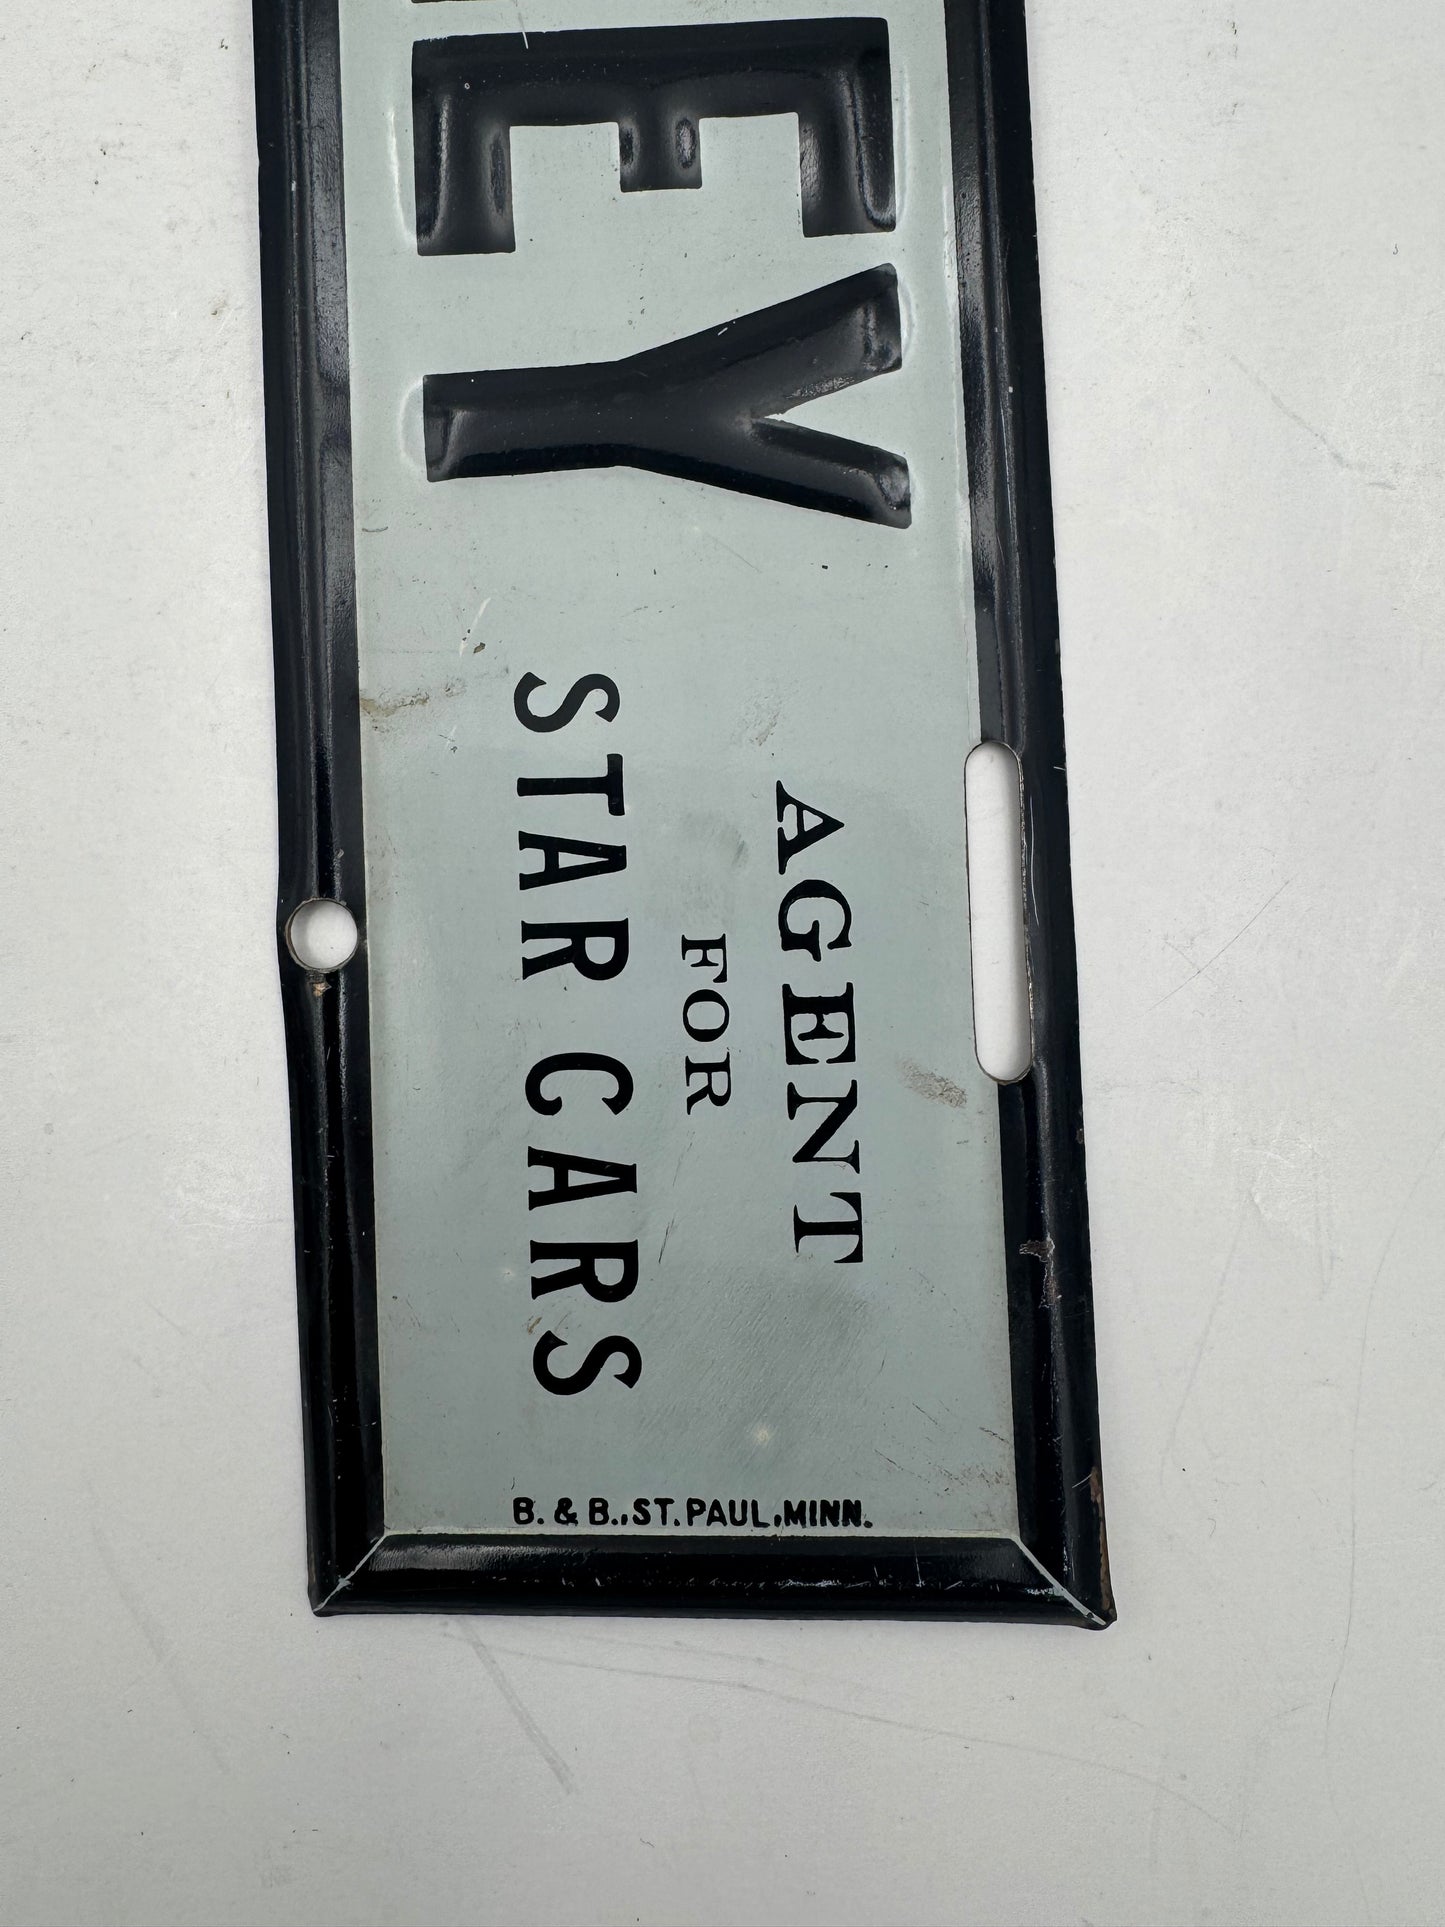 EY
AGENT
FOR
STAR CARS
B. & B., ST. PAUL, MINN.